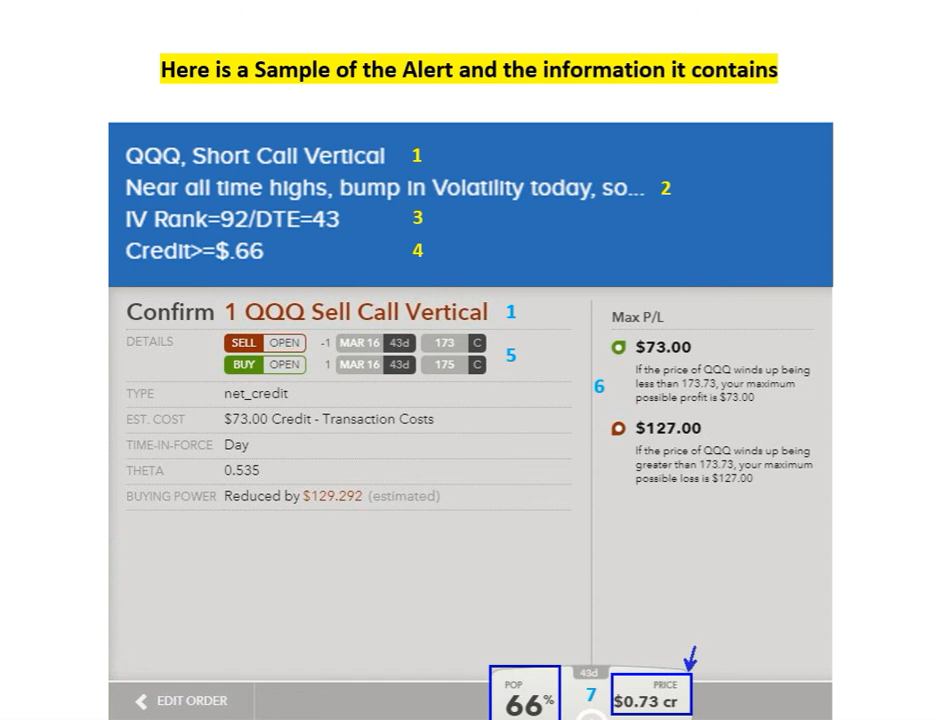 Here is a Sample of the Alert and the information it contains
QQQ, Short Call Vertical 1
Near all time highs, bump in Volatility today, so... 2
IV Rank=92/DTE=43 3
Credit>=$.66 4
Confirm 1 QQQ Sell Call Vertical 1
DETAILS SELL OPEN -1 MAR 16 43d 173 C
BUY OPEN 1 MAR 16 43d 175 C
5
TYPE net_credit
EST. COST $73.00 Credit - Transaction Costs
TIME-IN-FORCE Day
THETA 0.535
BUYING POWER Reduced by $129.292 (estimated)
Max P/L
$73.00
If the price of QQQ winds up being
less than 173.73, your maximum
possible profit is $73.00
6
$127.00
If the price of QQQ winds up being
greater than 173.73, your maximum
possible loss is $127.00
EDIT ORDER
POP
66%
43d
7
PRICE
$0.73 cr